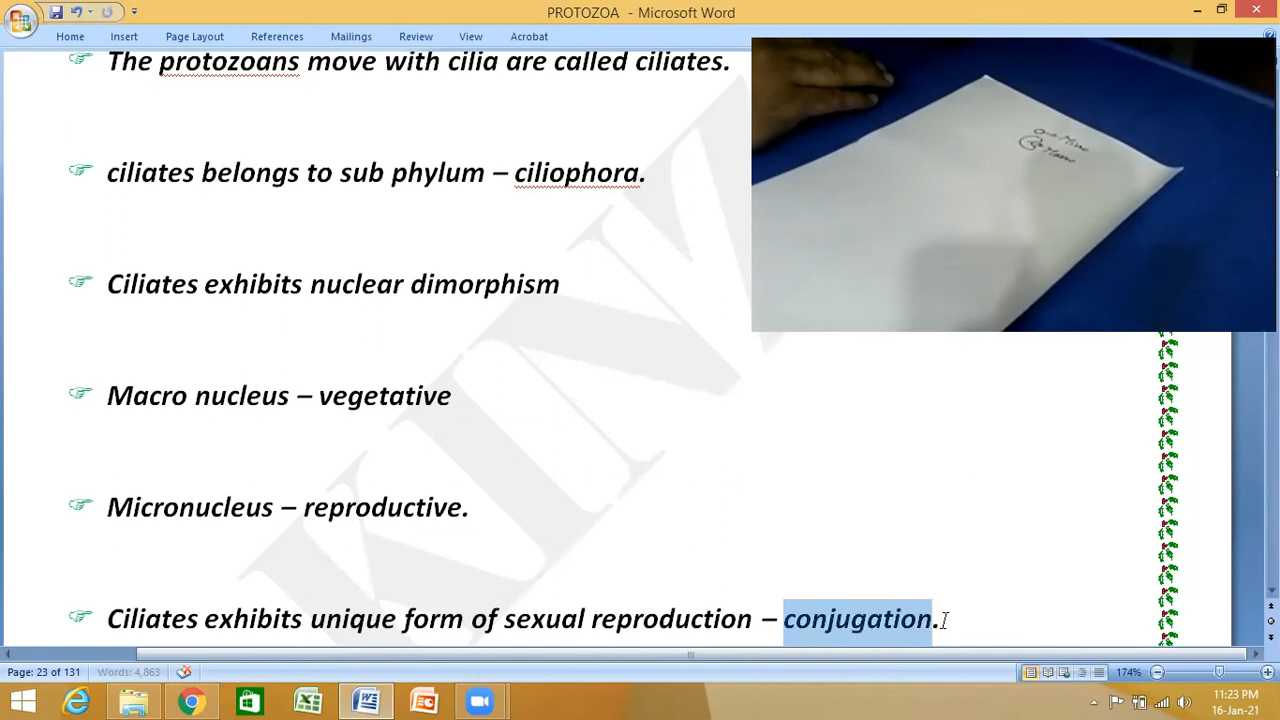 PROTOZOA - Microsoft Word
Home Insert Page Layout References Mailings Review View Acrobat
The protozoans move with cilia are called ciliates.
ciliates belongs to sub phylum – ciliophora.
Ciliates exhibits nuclear dimorphism
Macro nucleus – vegetative
Micronucleus – reproductive.
Ciliates exhibits unique form of sexual reproduction – conjugation.
KINZ
Page: 23 of 131 Words: 4,863 174%
11:23 PM
16-Jan-21